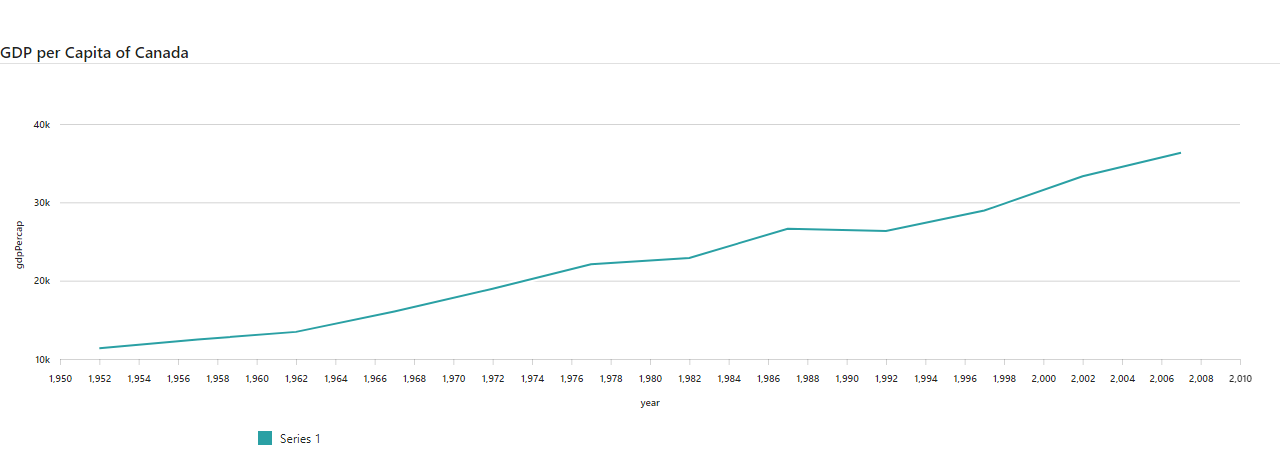 GDP per Capita of Canada
40k
30k
20k
10k
gdpPercap
1,950 1,952 1,954 1,956 1,958 1,960 1,962 1,964 1,966 1,968 1,970 1,972 1,974 1,976 1,978 1,980 1,982 1,984 1,986 1,988 1,990 1,992 1,994 1,996 1,998 2,000 2,002 2,004 2,006 2,008 2,010
year
Series 1